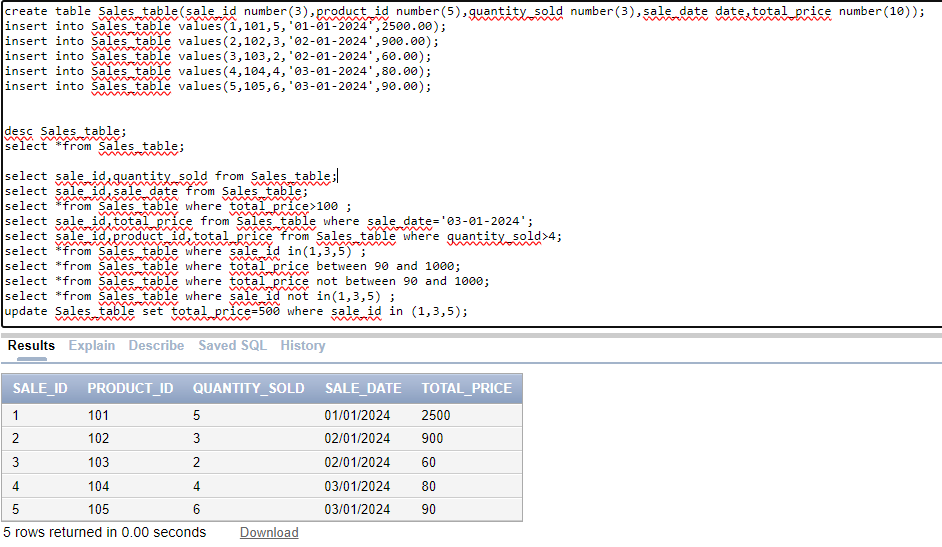 create table Sales_table(sale_id number(3),product_id number(5),quantity_sold number(3),sale_date date,total_price number(10));
insert into Sales_table values(1,101,5,'01-01-2024',2500.00);
insert into Sales_table values(2,102,3,'02-01-2024',900.00);
insert into Sales_table values(3,103,2,'02-01-2024',60.00);
insert into Sales_table values(4,104,4,'03-01-2024',80.00);
insert into Sales_table values(5,105,6,'03-01-2024',90.00);
desc Sales_table;
select *from Sales_table;
select sale_id,quantity_sold from Sales_table;
select sale_id,sale_date from Sales_table;
select *from Sales_table where total_price>100 ;
select sale_id,total_price from Sales_table where sale_date='03-01-2024';
select sale_id,product_id,total_price from Sales_table where quantity_sold>4;
select *from Sales_table where sale_id in(1,3,5) ;
select *from Sales_table where total_price between 90 and 1000;
select *from Sales_table where total_price not between 90 and 1000;
select *from Sales_table where sale_id not in(1,3,5) ;
update Sales_table set total_price=500 where sale_id in (1,3,5);
Results Explain Describe Saved SQL History
SALE_ID PRODUCT_ID QUANTITY_SOLD SALE_DATE TOTAL_PRICE
1 101 5 01/01/2024 2500
2 102 3 02/01/2024 900
3 103 2 02/01/2024 60
4 104 4 03/01/2024 80
5 105 6 03/01/2024 90
5 rows returned in 0.00 seconds Download